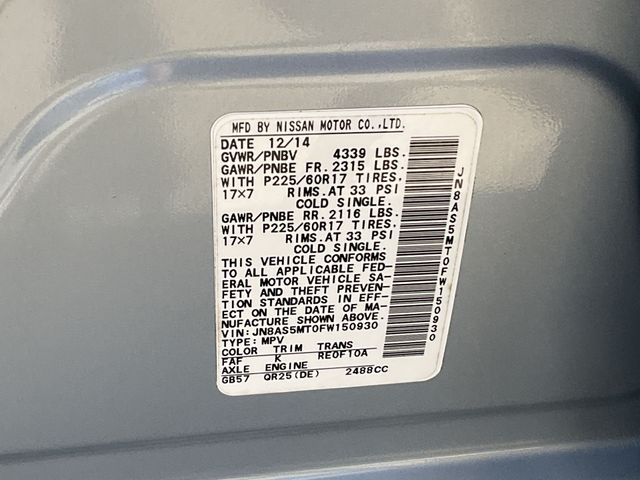 MFD BY NISSAN MOTOR CO.,LTD.
DATE 12/14
GVWR/PNBV 4339 LBS.
GAWR/PNBE FR. 2315 LBS.
WITH P225/60R17 TIRES.
17×7 RIMS.AT 33 PSI
COLD SINGLE.
GAWR/PNBE RR. 2116 LBS.
WITH P225/60R17 TIRES.
17×7 RIMS.AT 33 PSI
COLD SINGLE.
THIS VEHICLE CONFORMS
TO ALL APPLICABLE FED-
ERAL MOTOR VEHICLE SA-
FETY AND THEFT PREVEN-
TION STANDARDS IN EFF-
ECT ON THE DATE OF MA-
NUFACTURE SHOWN ABOVE.
VIN: JN8AS5MT0FW150930
TYPE: MPV
COLOR TRIM TRANS
FAF K RE0F10A
AXLE ENGINE
GB57 QR25(DE) 2488CC
JN8AS5MT0FW150930